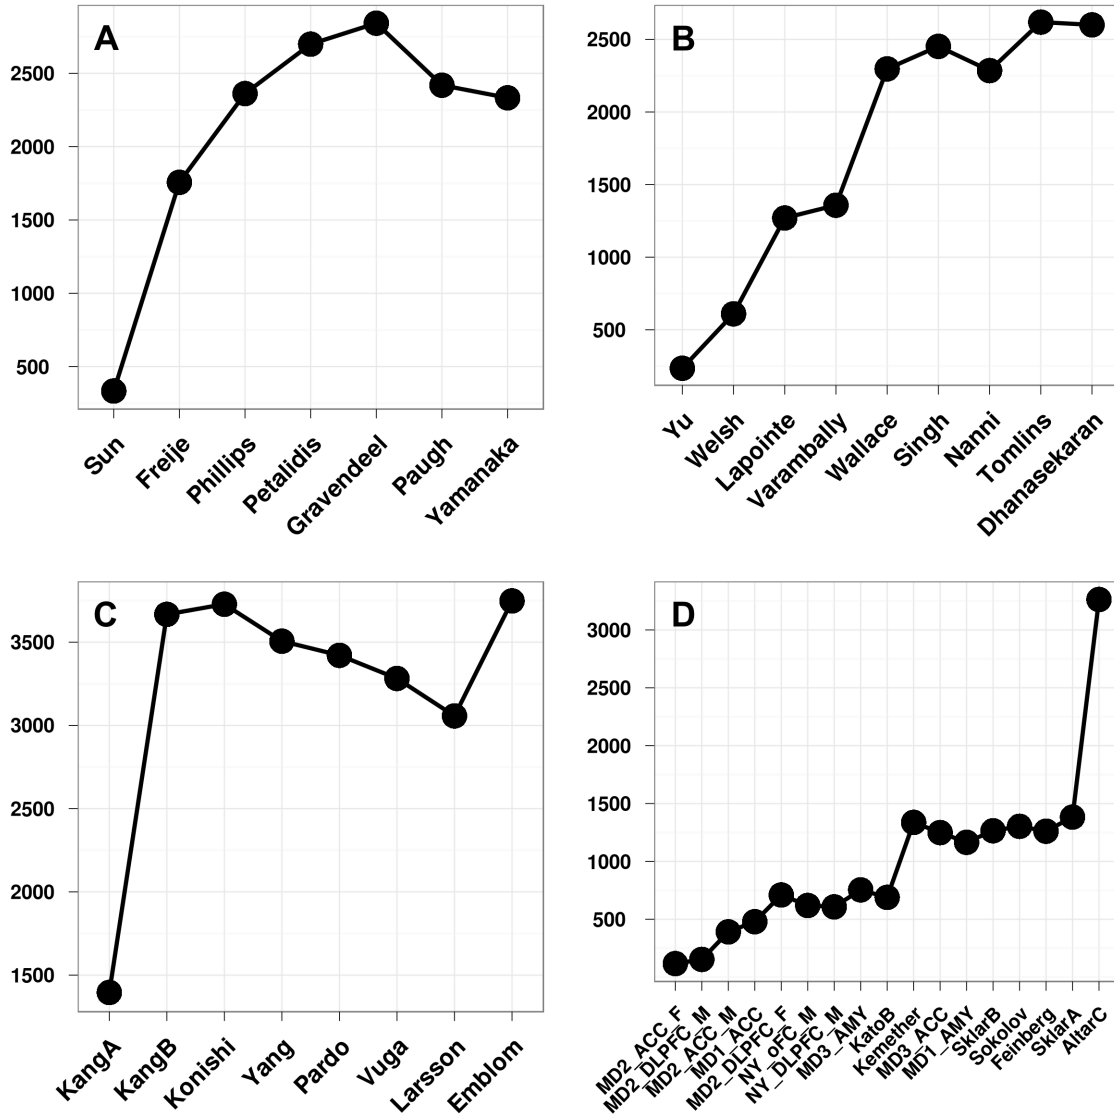 A
2500
2000
1500
1000
500
Sun
Freije
Phillips
Petalidis
Gravendeel
Paugh
Yamanaka
B
2500
2000
1500
1000
500
Yu
Welsh
Lapointe
Varambally
Wallace
Singh
Nanni
Tomlins
Dhanasekaran
C
3500
3000
2500
2000
1500
KangA
KangB
Konishi
Yang
Pardo
Vuga
Larsson
Emblom
D
3000
2500
2000
1500
1000
500
MD2_ACC_F
MD2_DLPFC_M
MD2_ACC_M
MD1_ACC
MD2_DLPFC_F
NY_oFC_M
NY_DLPFC_M
MD3_AMY
KatoB
Kemether
MD3_ACC
MD1_AMY
SklarB
Sokolov
Feinberg
SklarA
AltarC